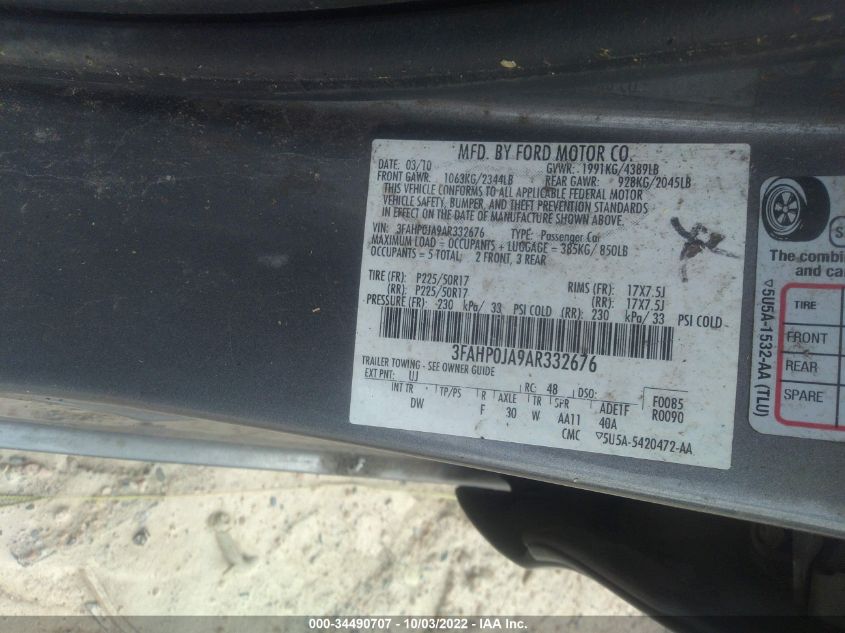 MFD. BY FORD MOTOR CO.
DATE: 03/10 GVWR: 1991KG/4389LB
FRONT GAWR: 1063KG/2344LB REAR GAWR: 928KG/2045LB
THIS VEHICLE CONFORMS TO ALL APPLICABLE FEDERAL MOTOR
VEHICLE SAFETY, BUMPER, AND THEFT PREVENTION STANDARDS
IN EFFECT ON THE DATE OF MANUFACTURE SHOWN ABOVE.
VIN: 3FAHP0JA9AR332676 TYPE: Passenger Car
MAXIMUM LOAD = OCCUPANTS + LUGGAGE = 385KG/ 850LB
OCCUPANTS = 5 TOTAL, 2 FRONT, 3 REAR
TIRE (FR): P225/50R17 RIMS (FR): 17X7.5J
(RR): P225/50R17 (RR): 17X7.5J
PRESSURE (FR): 230 kPa/ 33 PSI COLD (RR): 230 kPa/ 33 PSI COLD
3FAHP0JA9AR332676
TRAILER TOWING - SEE OWNER GUIDE
EXT PNT: UJ RC: 48 DSO: F00B5
INT TR TP/PS R AXLE TR SPR ADETF R0090
DW F 30 W AA11 40A
CMC ▽5U5A-5420472-AA
▽5U5A-1532-AA (TLU)
The combin
and ca
TIRE
FRONT
REAR
SPARE
000-34490707 - 10/03/2022 - IAA Inc.